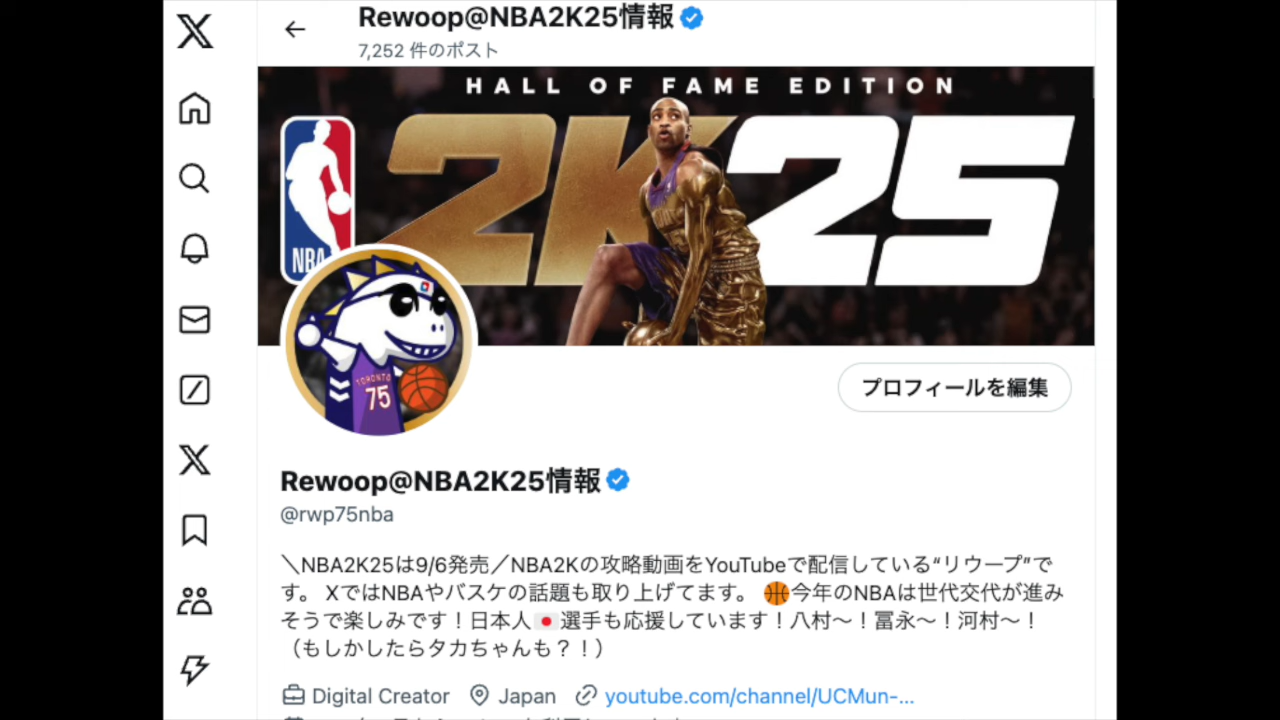 Rewoop@NBA2K25情報
7,252 件のポスト
HALL OF FAME EDITION
2K25
NBA
TORONTO
75
プロフィールを編集
Rewoop@NBA2K25情報
@rwp75nba
＼NBA2K25は9/6発売／NBA2Kの攻略動画をYouTubeで配信している“リウープ”で
す。 XではNBAやバスケの話題も取り上げてます。 🏀今年のNBAは世代交代が進み
そうで楽しみです！日本人🇯🇵選手も応援しています！八村〜！冨永〜！河村〜！
（もしかしたらタカちゃんも？！）
Digital Creator Japan youtube.com/channel/UCMun-...